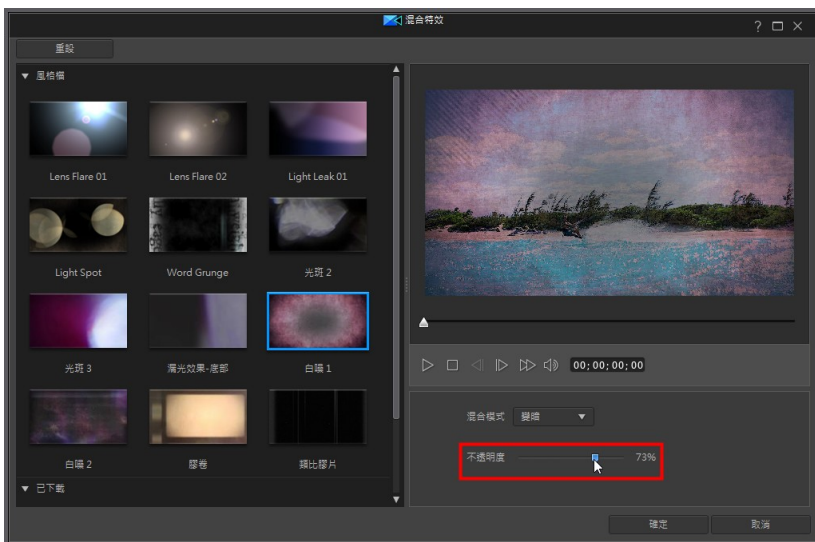 混合特效
重設
風格檔
Lens Flare 01
Lens Flare 02
Light Leak 01
Light Spot
Word Grunge
光斑 2
光斑 3
漏光效果-底部
白曝 1
白曝 2
膠卷
類比膠片
已下載
00;00;00;00
混合模式 變暗
不透明度 73%
確定
取消